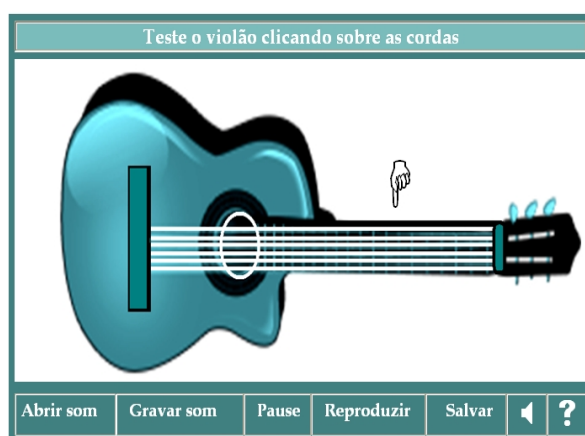 Teste o violão clicando sobre as cordas
Abrir som Gravar som Pause Reproduzir Salvar ?